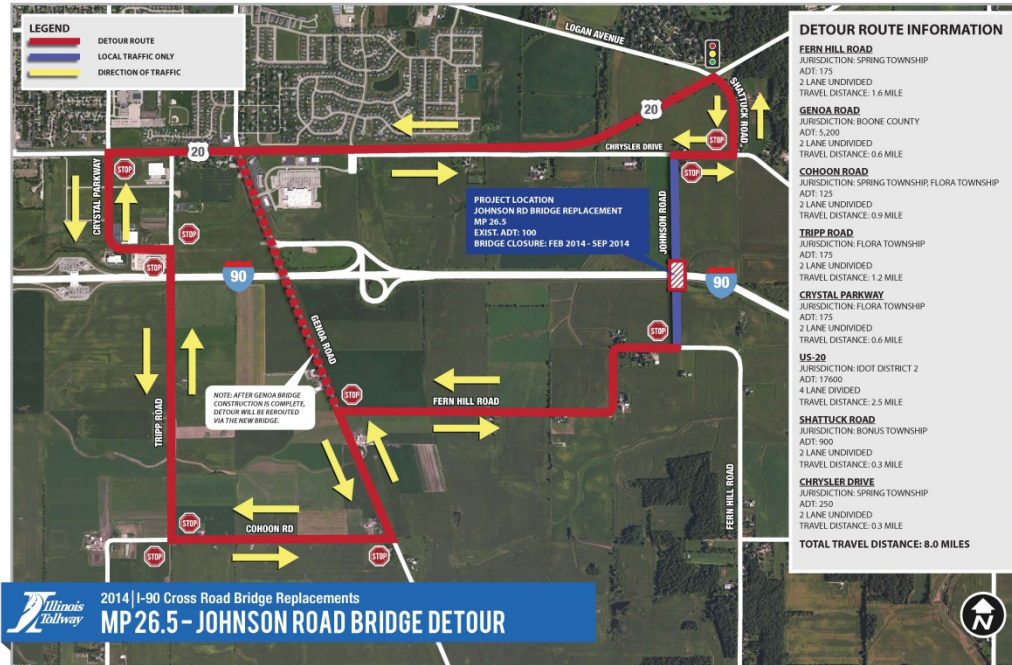 LEGEND
DETOUR ROUTE
LOCAL TRAFFIC ONLY
DIRECTION OF TRAFFIC
LOGAN AVENUE
SHATTUCK ROAD
20
20
CHRYSLER DRIVE
STOP
STOP
STOP
STOP
STOP
CRYSTAL PARKWAY
JOHNSON ROAD
PROJECT LOCATION
JOHNSON RD BRIDGE REPLACEMENT
MP 26.5
EXIST. ADT: 100
BRIDGE CLOSURE: FEB 2014 - SEP 2014
90
90
GENOA ROAD
STOP
NOTE: AFTER GENOA BRIDGE
CONSTRUCTION IS COMPLETE,
DETOUR WILL BE REROUTED
VIA THE NEW BRIDGE.
STOP
FERN HILL ROAD
TRIPP ROAD
FERN HILL ROAD
STOP
COHOON RD
STOP
STOP
DETOUR ROUTE INFORMATION
FERN HILL ROAD
JURISDICTION: SPRING TOWNSHIP
ADT: 175
2 LANE UNDIVIDED
TRAVEL DISTANCE: 1.6 MILE
GENOA ROAD
JURISDICTION: BOONE COUNTY
ADT: 5,200
2 LANE UNDIVIDED
TRAVEL DISTANCE: 0.6 MILE
COHOON ROAD
JURISDICTION: SPRING TOWNSHIP, FLORA TOWNSHIP
ADT: 125
2 LANE UNDIVIDED
TRAVEL DISTANCE: 0.9 MILE
TRIPP ROAD
JURISDICTION: FLORA TOWNSHIP
ADT: 175
2 LANE UNDIVIDED
TRAVEL DISTANCE: 1.2 MILE
CRYSTAL PARKWAY
JURISDICTION: FLORA TOWNSHIP
ADT: 175
2 LANE UNDIVIDED
TRAVEL DISTANCE: 0.6 MILE
US-20
JURISDICTION: IDOT DISTRICT 2
ADT: 17600
4 LANE DIVIDED
TRAVEL DISTANCE: 2.5 MILE
SHATTUCK ROAD
JURISDICTION: BONUS TOWNSHIP
ADT: 900
2 LANE UNDIVIDED
TRAVEL DISTANCE: 0.3 MILE
CHRYSLER DRIVE
JURISDICTION: SPRING TOWNSHIP
ADT: 250
2 LANE UNDIVIDED
TRAVEL DISTANCE: 0.3 MILE
TOTAL TRAVEL DISTANCE: 8.0 MILES
Illinois
Tollway
2014 | I-90 Cross Road Bridge Replacements
MP 26.5 – JOHNSON ROAD BRIDGE DETOUR
N